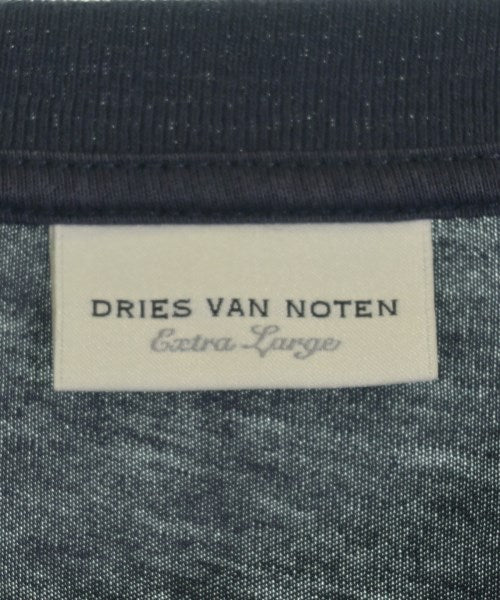 DRIES VAN NOTEN
Extra Large